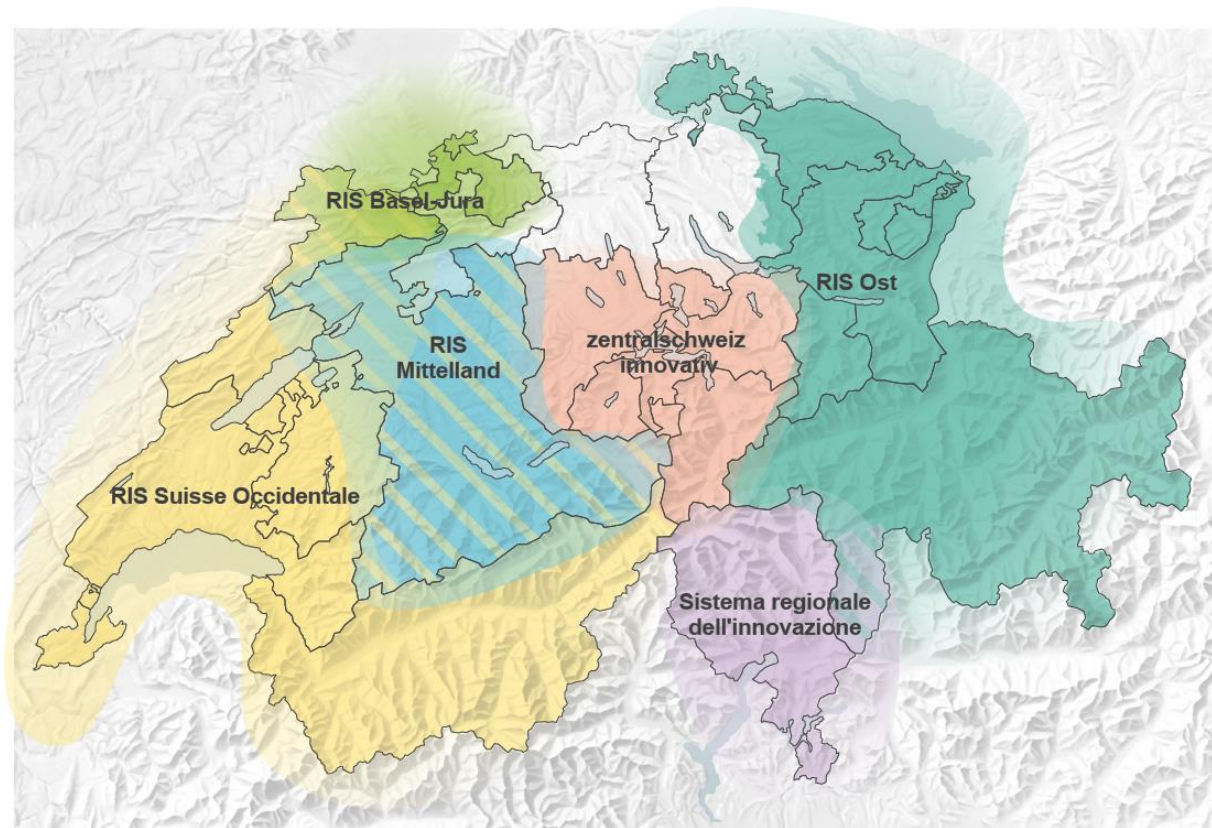 RIS Basel-Jura
RIS Ost
RIS
Mittelland
zentralschweiz
innovativ
RIS Suisse Occidentale
Sistema regionale
dell'innovazione